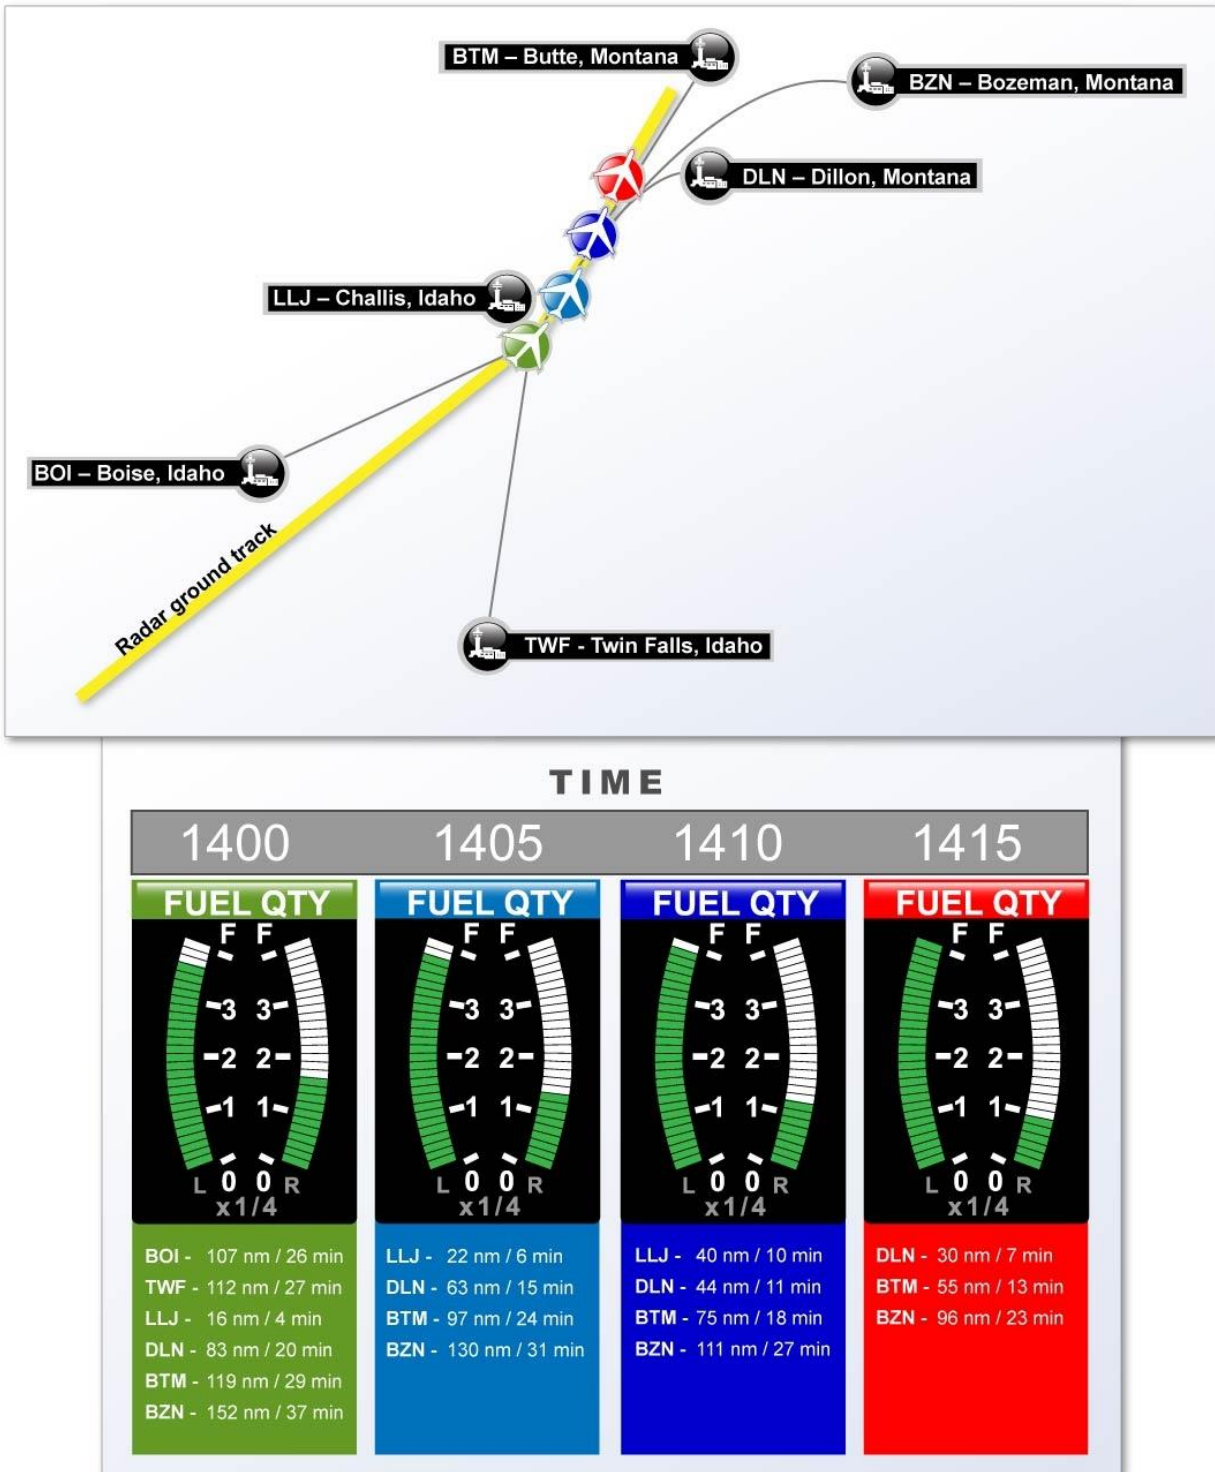 BTM – Butte, Montana
BZN – Bozeman, Montana
DLN – Dillon, Montana
LLJ – Challis, Idaho
BOI – Boise, Idaho
Radar ground track
TWF - Twin Falls, Idaho
TIME
1400 1405 1410 1415
FUEL QTY FUEL QTY FUEL QTY FUEL QTY
F F F F F F F F
3 3 3 3 3 3 3 3
2 2 2 2 2 2 2 2
1 1 1 1 1 1 1 1
L 0 0 R L 0 0 R L 0 0 R L 0 0 R
x1/4 x1/4 x1/4 x1/4
BOI - 107 nm / 26 min
TWF - 112 nm / 27 min
LLJ - 16 nm / 4 min
DLN - 83 nm / 20 min
BTM - 119 nm / 29 min
BZN - 152 nm / 37 min
LLJ - 22 nm / 6 min
DLN - 63 nm / 15 min
BTM - 97 nm / 24 min
BZN - 130 nm / 31 min
LLJ - 40 nm / 10 min
DLN - 44 nm / 11 min
BTM - 75 nm / 18 min
BZN - 111 nm / 27 min
DLN - 30 nm / 7 min
BTM - 55 nm / 13 min
BZN - 96 nm / 23 min